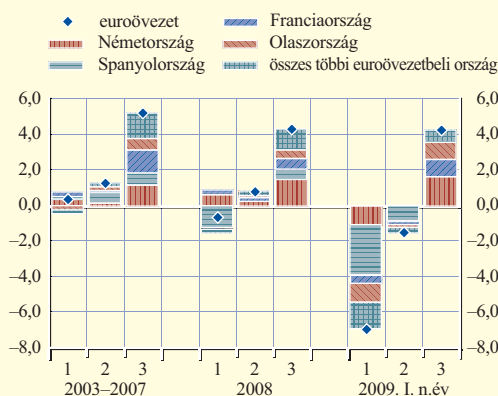 euroövezet Franciaország
Németország Olaszország
Spanyolország összes többi euroövezetbeli ország
6,0 6,0
4,0 4,0
2,0 2,0
0,0 0,0
–2,0 –2,0
–4,0 –4,0
–6,0 –6,0
–8,0 –8,0
1 2 3 1 2 3 1 2 3
2003–2007 2008 2009. I. n.év